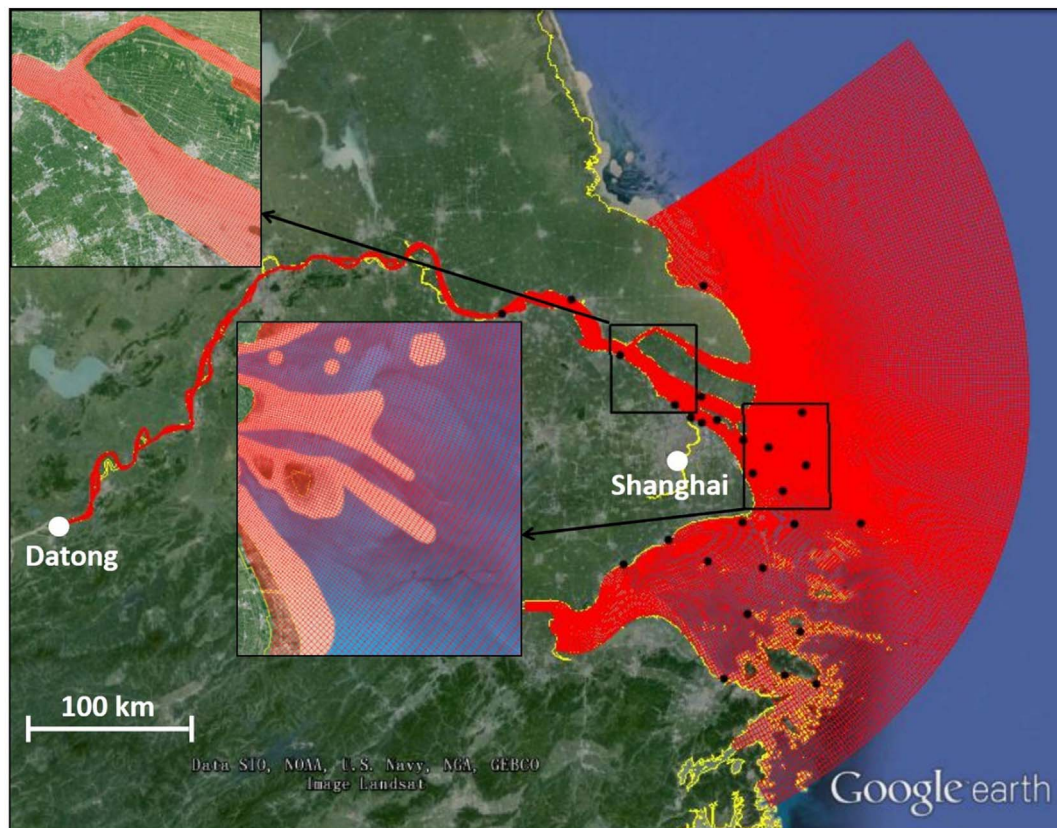 Shanghai
Datong
100 km
Data SIO, NOAA, U.S. Navy, NGA, GEBCO
Image Landsat
Google earth